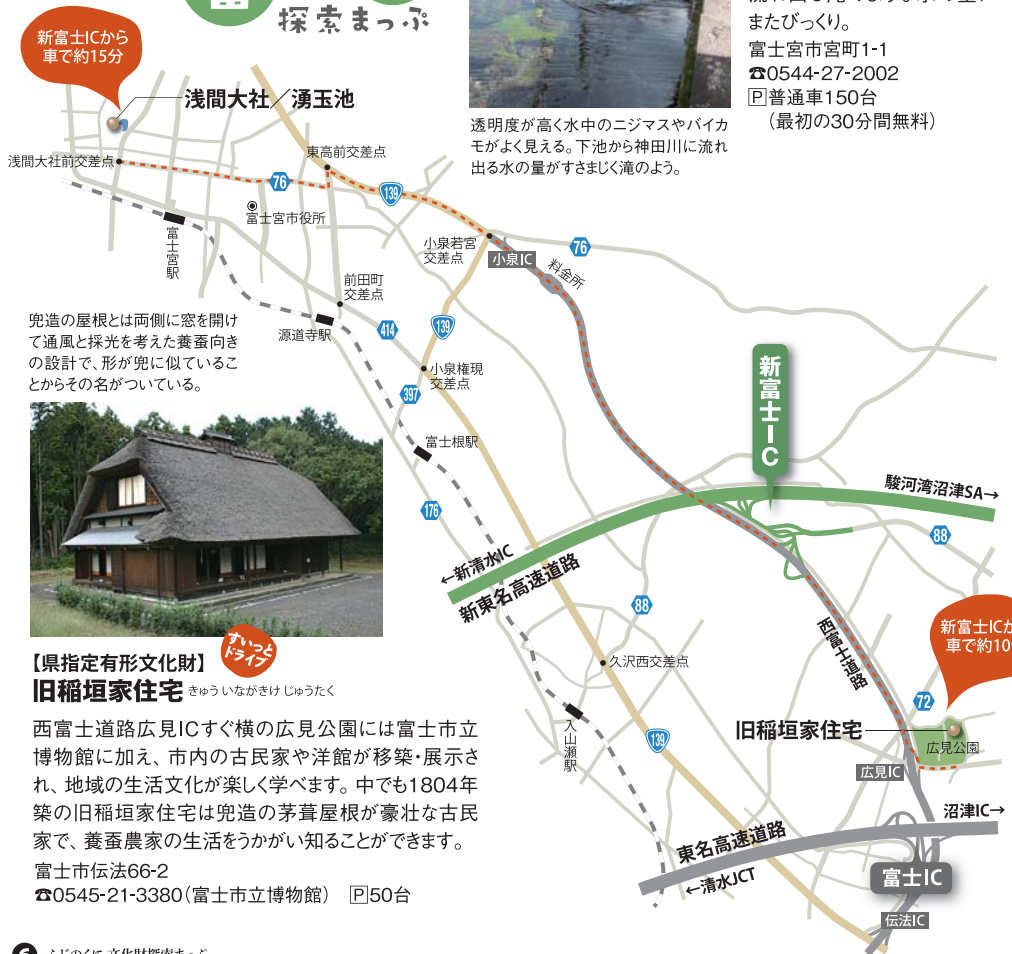 探索まっぷ
またびっくり。
富士宮市宮町1-1
☎0544-27-2002
🄿普通車150台
（最初の30分間無料）
透明度が高く水中のニジマスやバイカ
モがよく見える。下池から神田川に流れ
出る水の量がすさまじく滝のよう。
新富士ICから
車で約15分
浅間大社／湧玉池
浅間大社前交差点
東高前交差点
76
139
富士宮市役所
富士宮駅
小泉若宮
交差点
小泉IC
料金所
76
前田町
交差点
源道寺駅
414
139
小泉権現
交差点
397
富士根駅
176
兜造の屋根とは両側に窓を開け
て通風と採光を考えた養蚕向き
の設計で、形が兜に似ているこ
とからその名がついている。
新富士IC
駿河湾沼津SA→
88
←新清水IC
新東名高速道路
88
西富士道路
久沢西交差点
入山瀬駅
139
新富士ICか
車で約10
72
旧稲垣家住宅
広見公園
広見IC
沼津IC→
東名高速道路
←清水JCT
富士IC
伝法IC
すいっと
ドライブ
【県指定有形文化財】
旧稲垣家住宅 きゅういながきけじゅうたく
西富士道路広見ICすぐ横の広見公園には富士市立
博物館に加え、市内の古民家や洋館が移築・展示さ
れ、地域の生活文化が楽しく学べます。中でも1804年
築の旧稲垣家住宅は兜造の茅葺屋根が豪壮な古民
家で、養蚕農家の生活をうかがい知ることができます。
富士市伝法66-2
☎0545-21-3380（富士市立博物館） 🄿50台